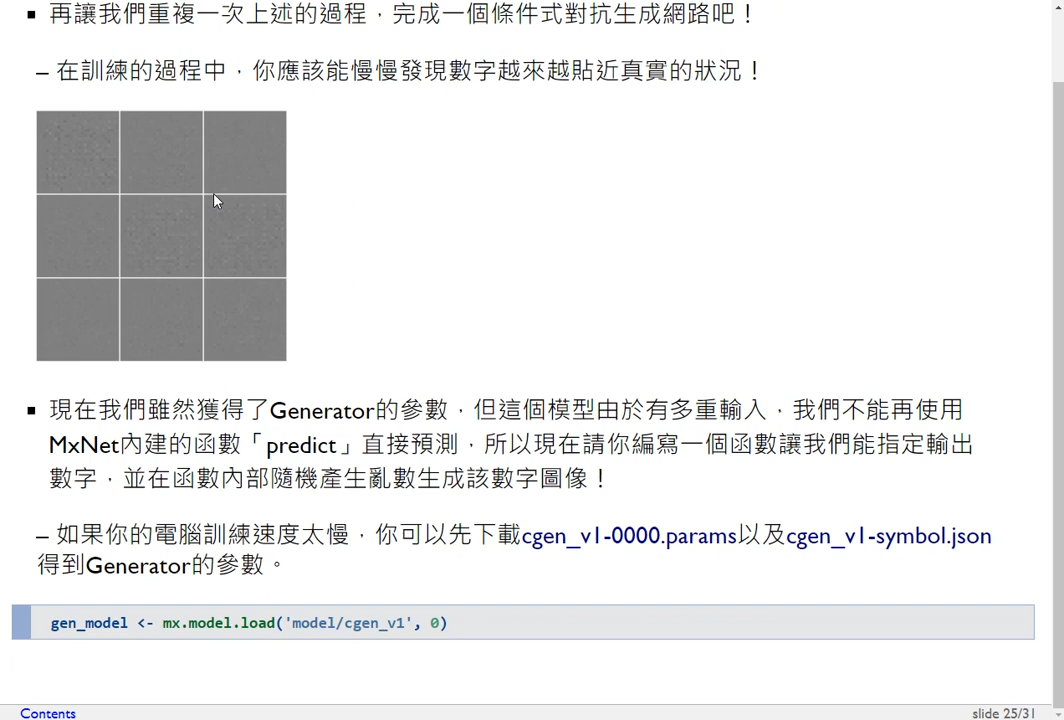 再讓我們重複一次上述的過程，完成一個條件式對抗生成網路吧！
– 在訓練的過程中，你應該能慢慢發現數字越來越貼近真實的狀況！
現在我們雖然獲得了Generator的參數，但這個模型由於有多重輸入，我們不能再使用
MxNet內建的函數「predict」直接預測，所以現在請你編寫一個函數讓我們能指定輸出
數字，並在函數內部隨機產生亂數生成該數字圖像！
– 如果你的電腦訓練速度太慢，你可以先下載cgen_v1-0000.params以及cgen_v1-symbol.json
得到Generator的參數。
gen_model <- mx.model.load('model/cgen_v1', 0)
Contents
slide 25/31